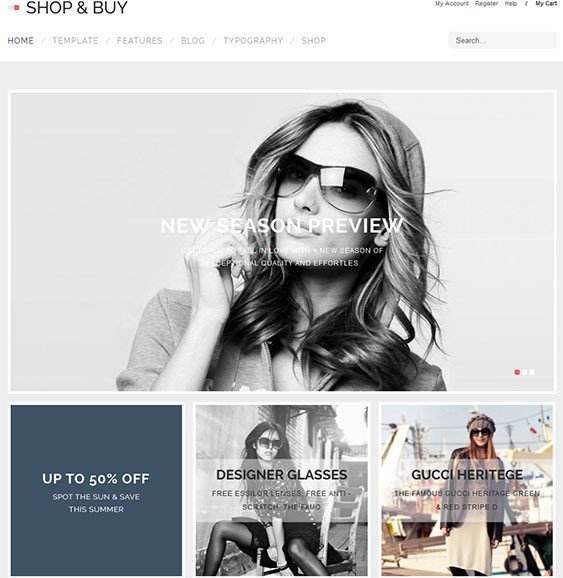 SHOP & BUY
My Account Register Help / My Cart
HOME / TEMPLATE / FEATURES / BLOG / TYPOGRAPHY / SHOP
Search...
NEW SEASON PREVIEW
GET READY TO FALL IN LOVE WITH A NEW SEASON OF
EXCEPTIONAL QUALITY AND EFFORTLES
UP TO 50% OFF
SPOT THE SUN & SAVE
THIS SUMMER
DESIGNER GLASSES
FREE ESSILOR LENSES, FREE ANTI -
SCRATCH. THE FAMO
GUCCI HERITEGE
THE FAMOUS GUCCI HERITAGE GREEN
& RED STRIPE D